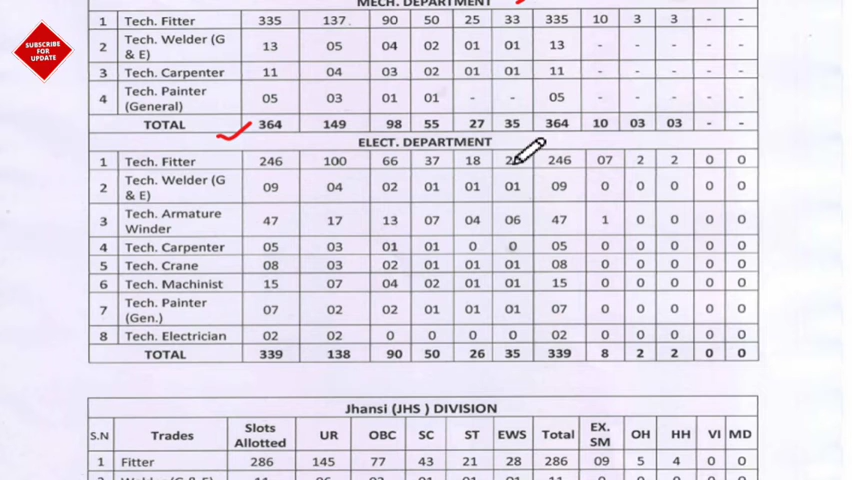 MECH. DEPARTMENT
1 Tech. Fitter 335 137 90 50 25 33 335 10 3 3 - -
2 Tech. Welder (G & E) 13 05 04 02 01 01 13 - - - - -
3 Tech. Carpenter 11 04 03 02 01 01 11 - - - - -
4 Tech. Painter (General) 05 03 01 01 - - 05 - - - - -
TOTAL 364 149 98 55 27 35 364 10 03 03 - -
ELECT. DEPARTMENT
1 Tech. Fitter 246 100 66 37 18 246 07 2 2 0 0
2 Tech. Welder (G & E) 09 04 02 01 01 01 09 0 0 0 0 0
3 Tech. Armature Winder 47 17 13 07 04 06 47 1 0 0 0 0
4 Tech. Carpenter 05 03 01 01 0 0 05 0 0 0 0 0
5 Tech. Crane 08 03 02 01 01 01 08 0 0 0 0 0
6 Tech. Machinist 15 07 04 02 01 01 15 0 0 0 0 0
7 Tech. Painter (Gen.) 07 02 02 01 01 01 07 0 0 0 0 0
8 Tech. Electrician 02 02 0 0 0 0 02 0 0 0 0 0
TOTAL 339 138 90 50 26 35 339 8 2 2 0 0
Jhansi (JHS ) DIVISION
S.N Trades Slots Allotted UR OBC SC ST EWS Total EX. SM OH HH VI MD
1 Fitter 286 145 77 43 21 28 286 09 5 4 0 0
SUBSCRIBE
FOR
UPDATE